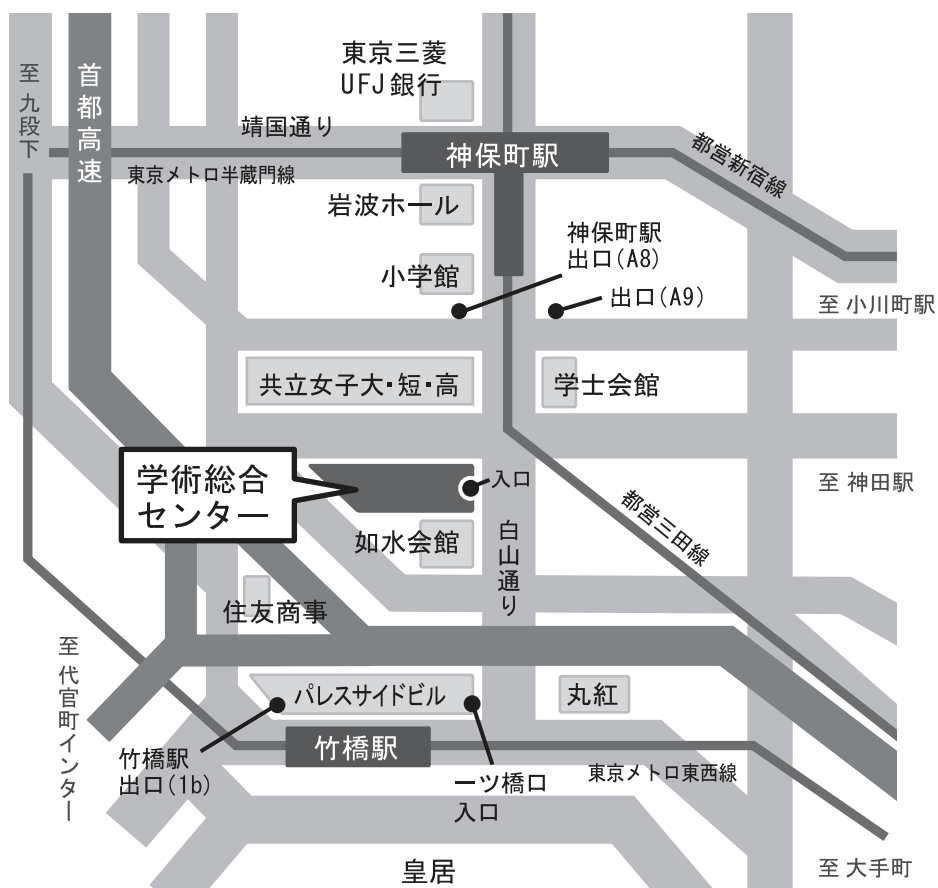 東京三菱
UFJ銀行
至 九段下
首都高速
靖国通り
神保町駅
都営新宿線
東京メトロ半蔵門線
岩波ホール
神保町駅
出口(A8)
小学館
出口(A9)
至 小川町駅
共立女子大・短・高
学士会館
学術総合
センター
入口
至 神田駅
都営三田線
如水会館
白山通り
住友商事
至 代官町インター
パレスサイドビル
丸紅
竹橋駅
竹橋駅
出口(1b)
一ツ橋口
入口
東京メトロ東西線
皇居
至 大手町